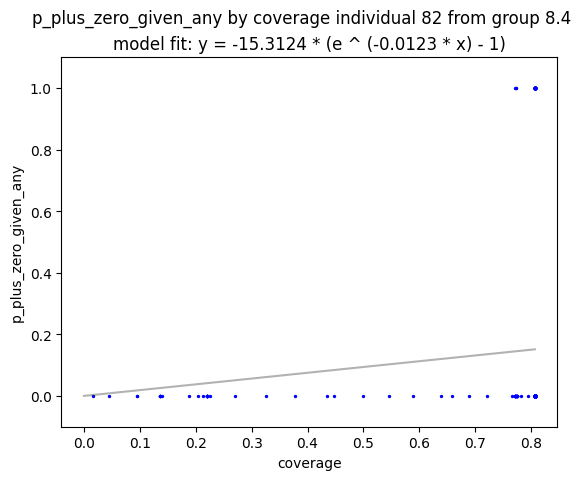 p_plus_zero_given_any by coverage individual 82 from group 8.4
model fit: y = -15.3124 * (e ^ (-0.0123 * x) - 1)
1.0
0.8
0.6
0.4
0.2
0.0
p_plus_zero_given_any
0.0 0.1 0.2 0.3 0.4 0.5 0.6 0.7 0.8
coverage